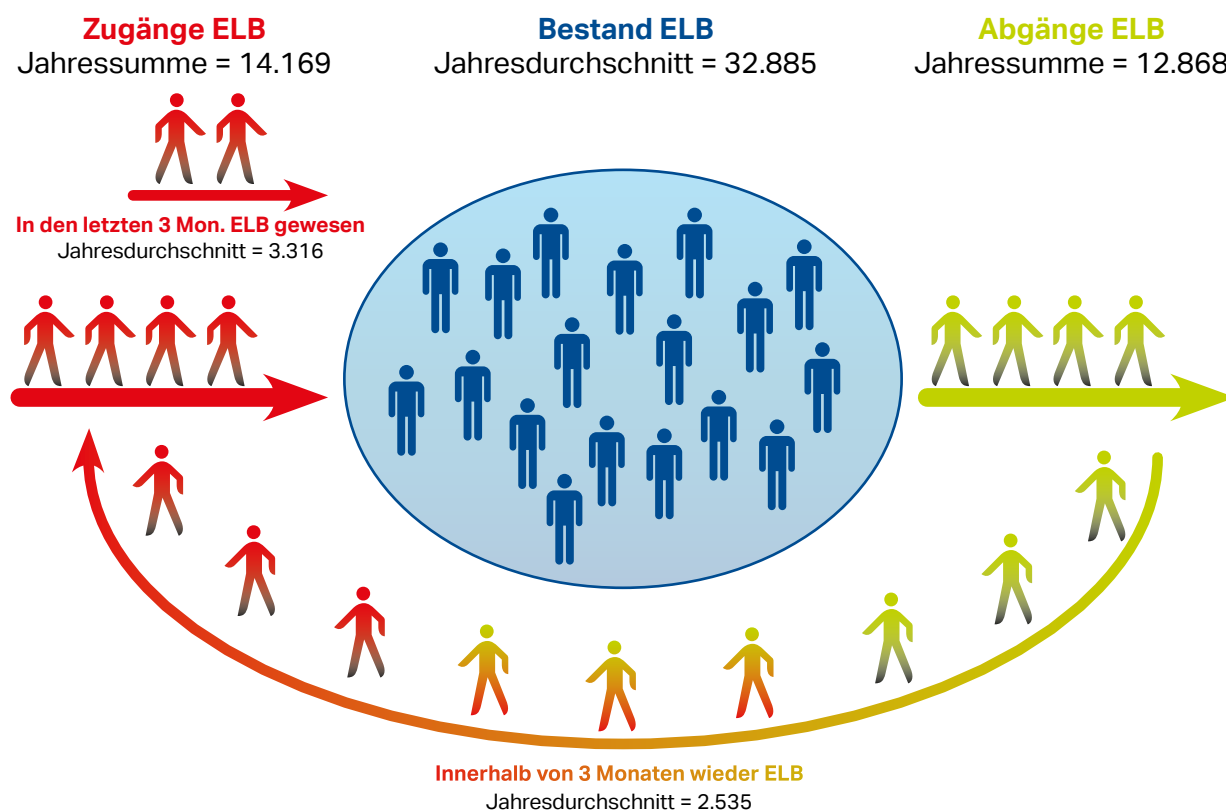 Zugänge ELB
Jahressumme = 14.169
Bestand ELB
Jahresdurchschnitt = 32.885
Abgänge ELB
Jahressumme = 12.868
In den letzten 3 Mon. ELB gewesen
Jahresdurchschnitt = 3.316
Innerhalb von 3 Monaten wieder ELB
Jahresdurchschnitt = 2.535